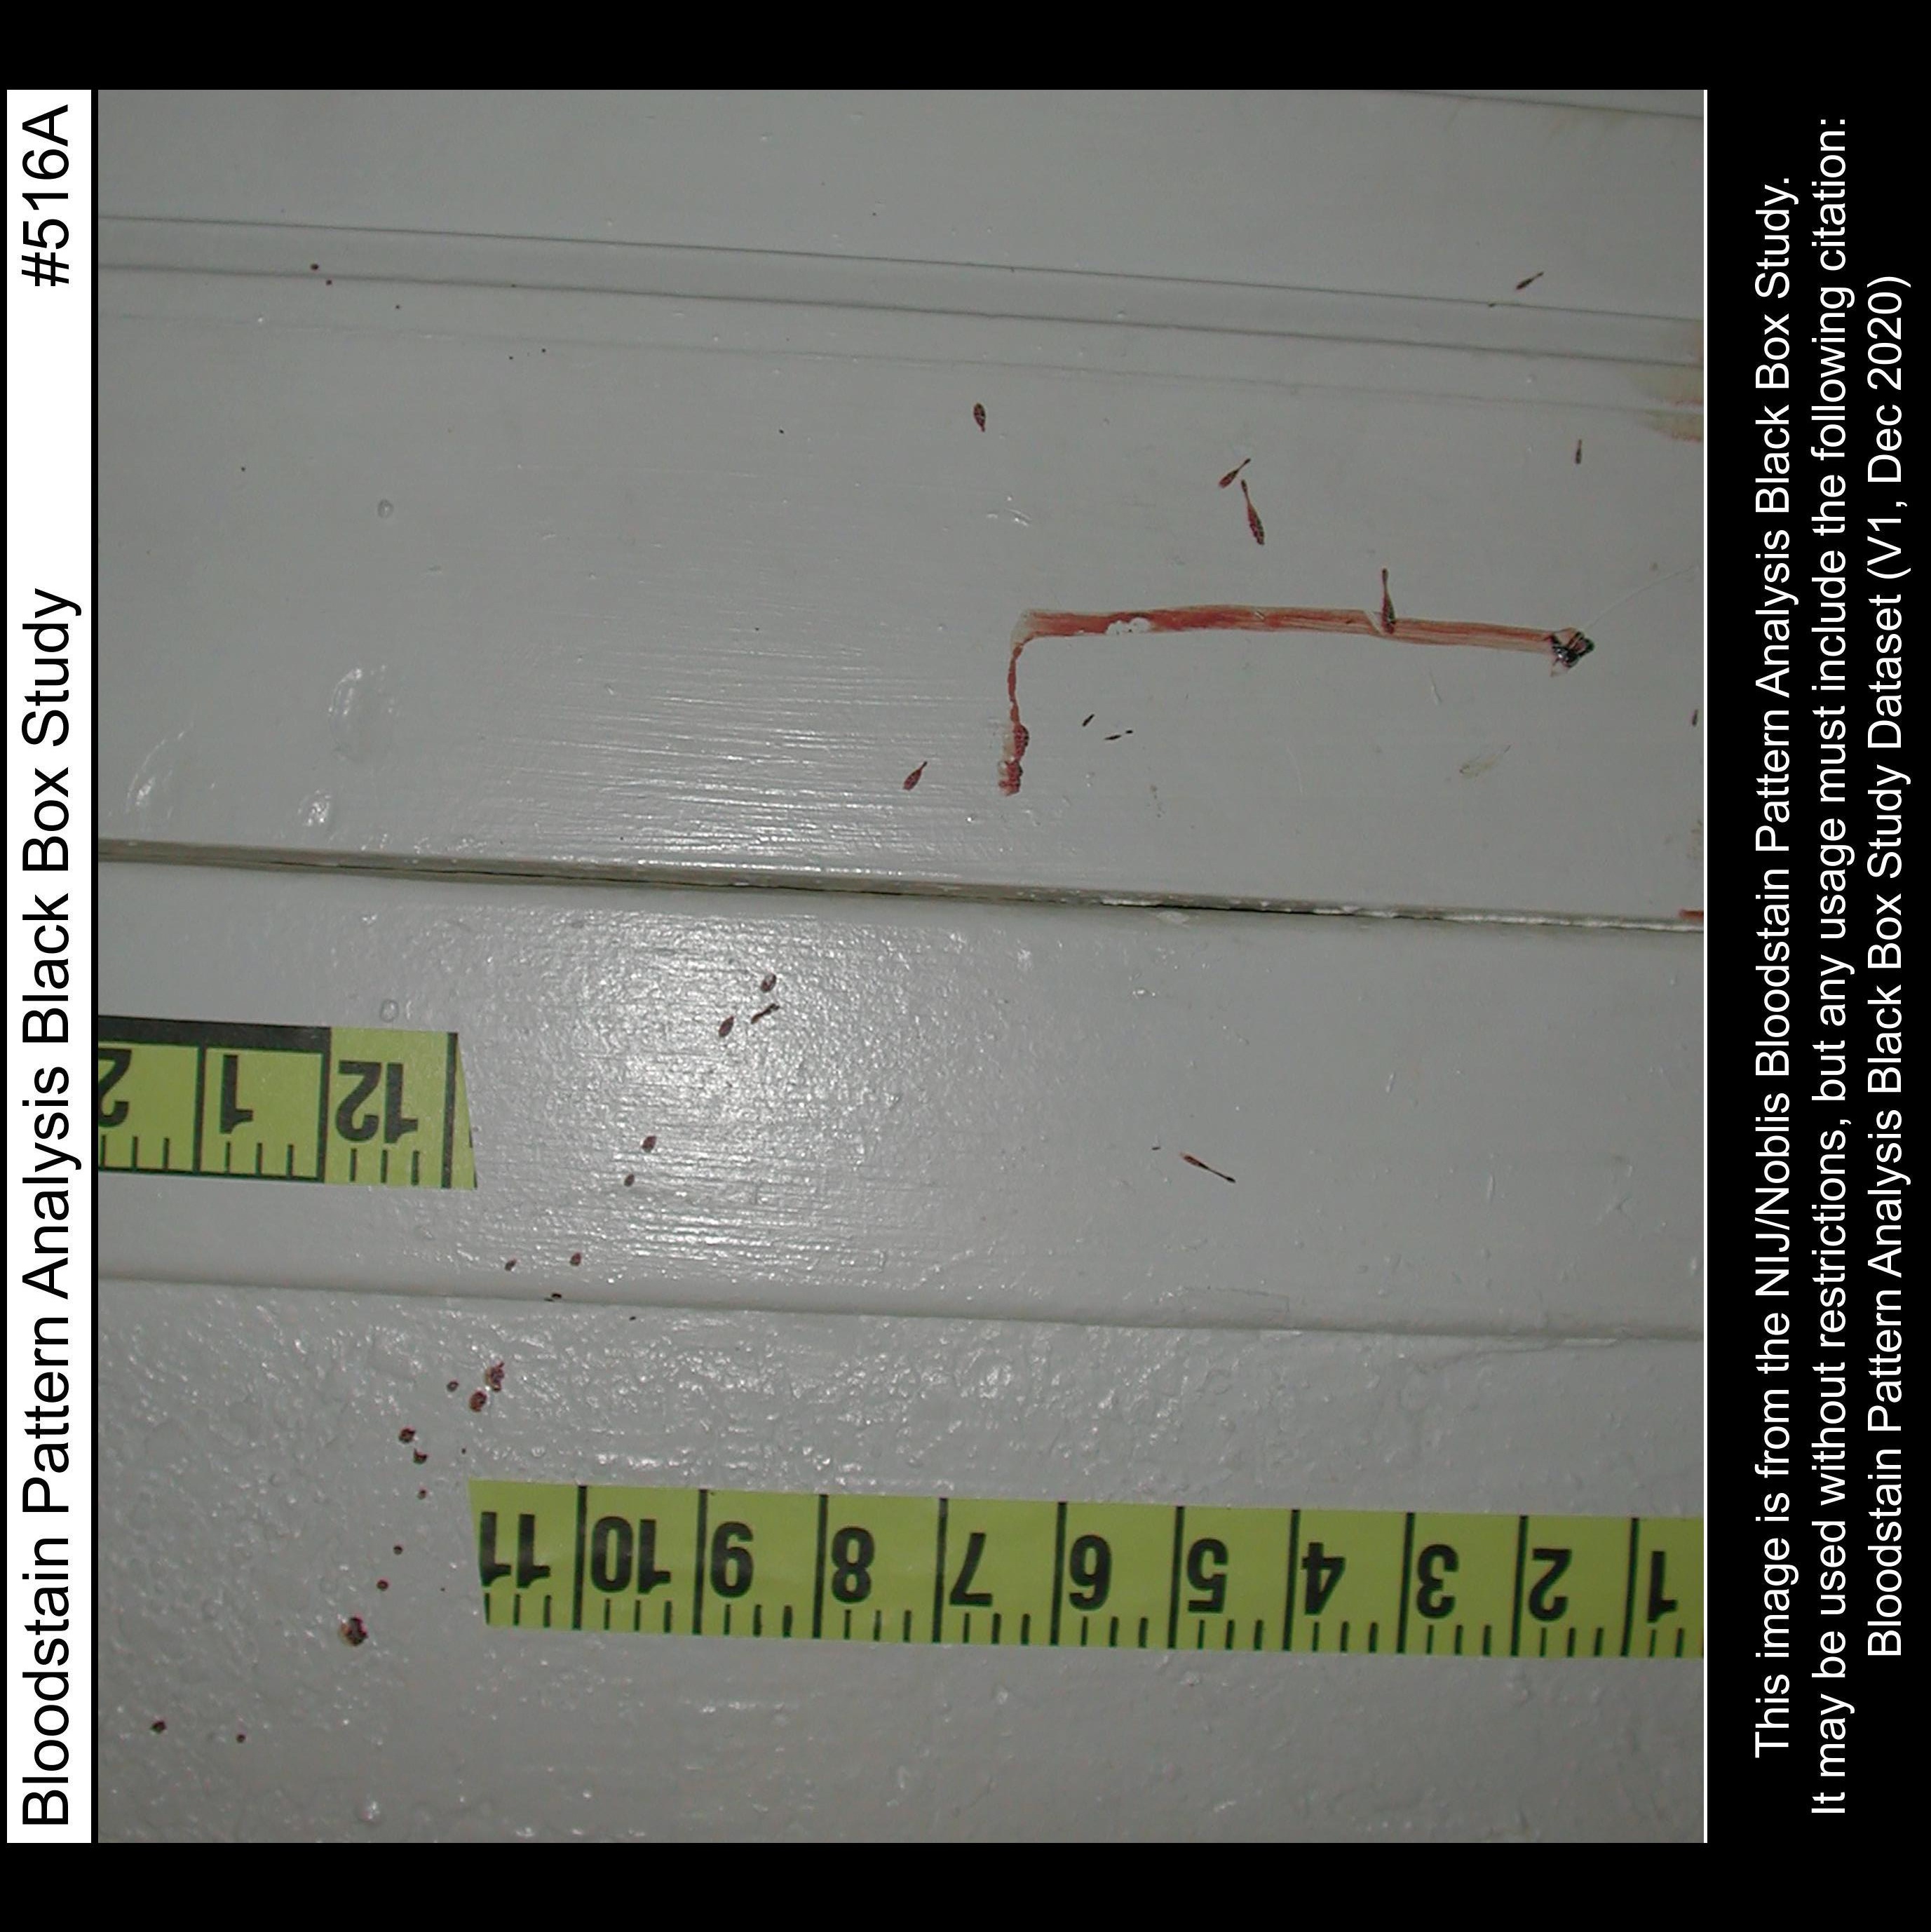 Bloodstain Pattern Analysis Black Box Study #516A
2 1 12
11 10 9 8 7 6 5 4 3 2 1
This image is from the NIJ/Noblis Bloodstain Pattern Analysis Black Box Study.
It may be used without restrictions, but any usage must include the following citation:
Bloodstain Pattern Analysis Black Box Study Dataset (V1, Dec 2020)